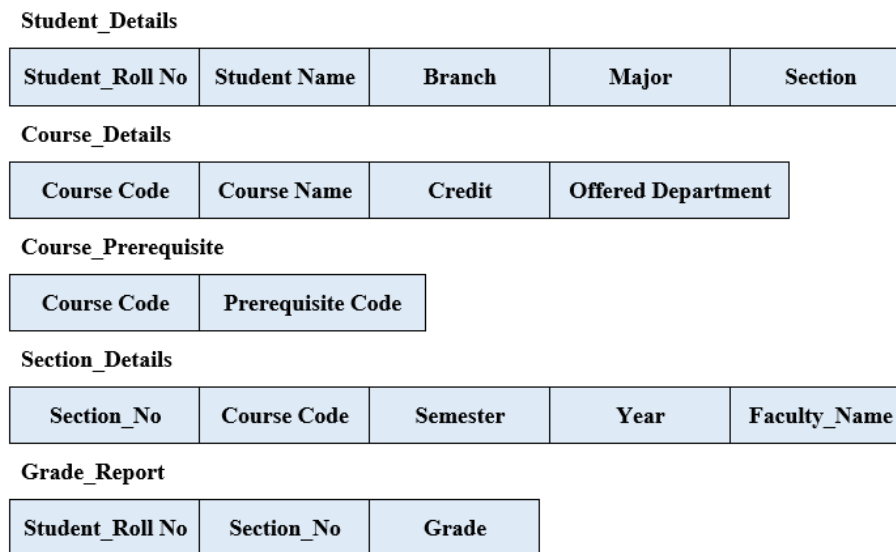 Student_Details
Student_Roll No Student Name Branch Major Section
Course_Details
Course Code Course Name Credit Offered Department
Course_Prerequisite
Course Code Prerequisite Code
Section_Details
Section_No Course Code Semester Year Faculty_Name
Grade_Report
Student_Roll No Section_No Grade